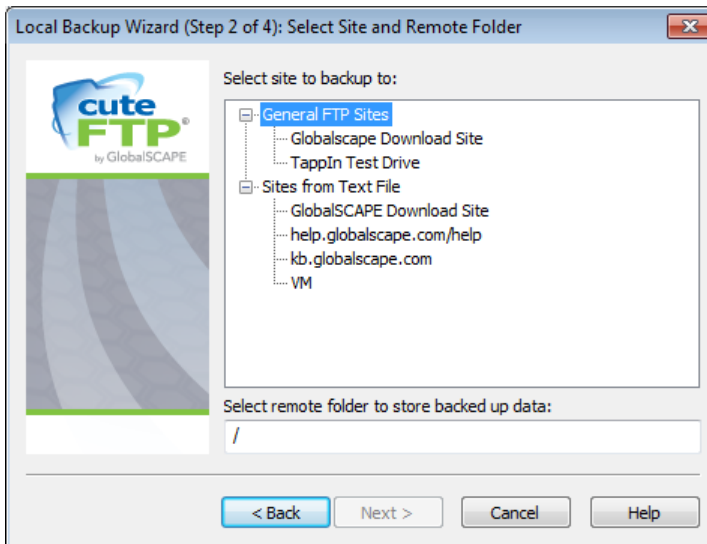 Local Backup Wizard (Step 2 of 4): Select Site and Remote Folder
cute
FTP®
by GlobalSCAPE
Select site to backup to:
General FTP Sites
Globalscape Download Site
TappIn Test Drive
Sites from Text File
GlobalSCAPE Download Site
help.globalscape.com/help
kb.globalscape.com
VM
Select remote folder to store backed up data:
/
< Back Next > Cancel Help